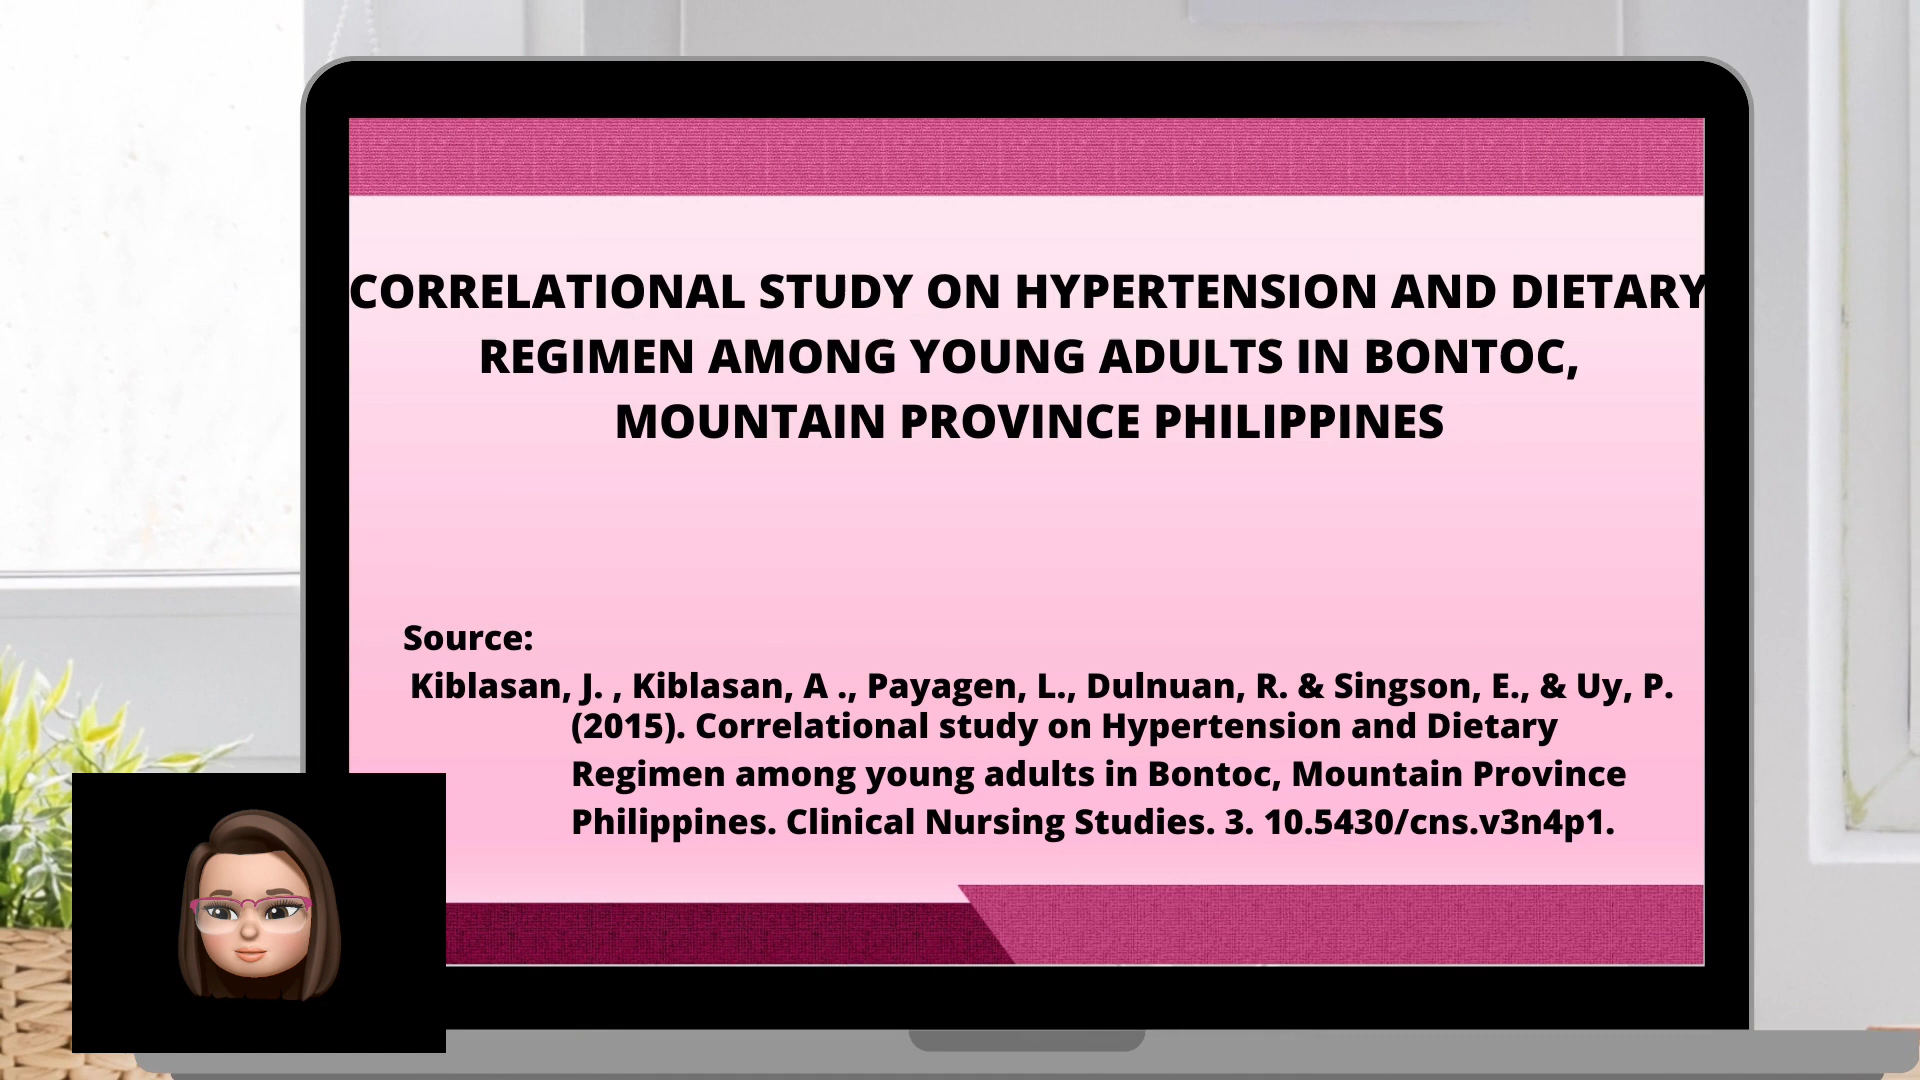 CORRELATIONAL STUDY ON HYPERTENSION AND DIETARY
REGIMEN AMONG YOUNG ADULTS IN BONTOC,
MOUNTAIN PROVINCE PHILIPPINES
Source:
Kiblasan, J. , Kiblasan, A ., Payagen, L., Dulnuan, R. & Singson, E., & Uy, P.
(2015). Correlational study on Hypertension and Dietary
Regimen among young adults in Bontoc, Mountain Province
Philippines. Clinical Nursing Studies. 3. 10.5430/cns.v3n4p1.